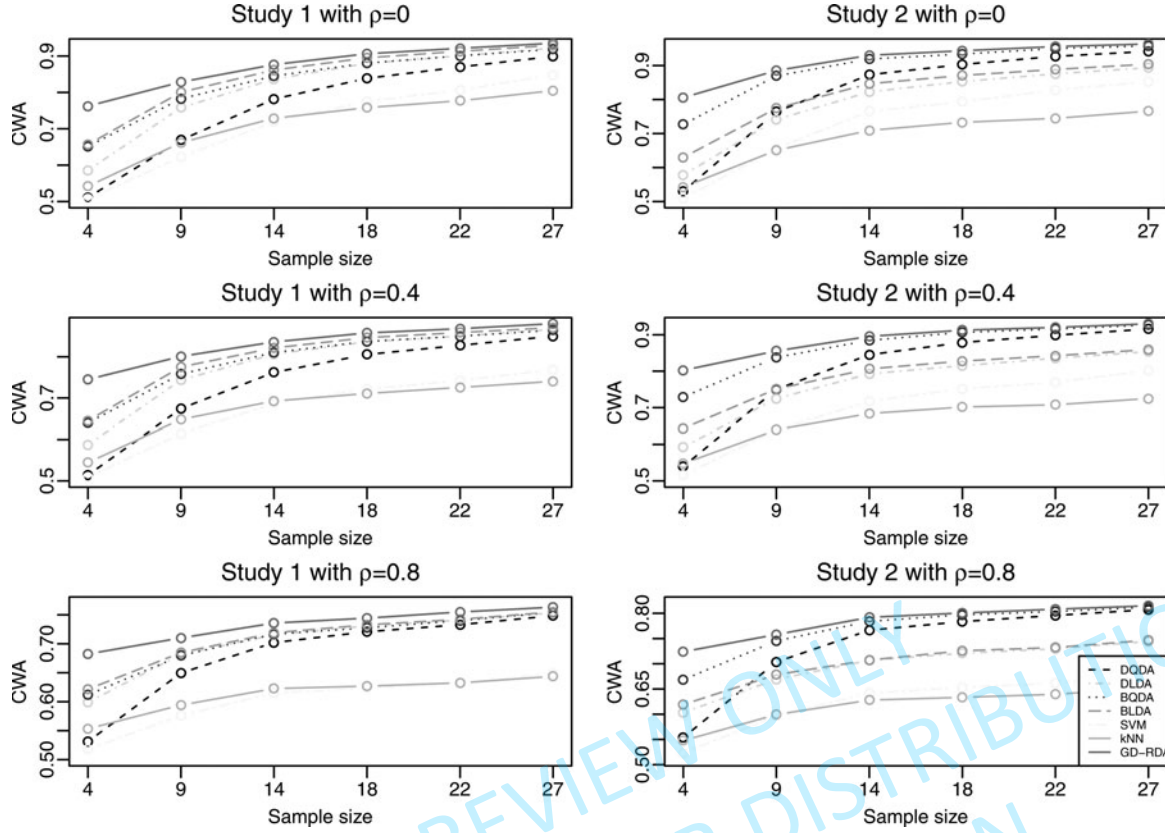 Study 1 with ρ=0
CWA
0.5 0.7 0.9
4 9 14 18 22 27
Sample size
Study 2 with ρ=0
CWA
0.5 0.7 0.9
4 9 14 18 22 27
Sample size
Study 1 with ρ=0.4
CWA
0.5 0.7
4 9 14 18 22 27
Sample size
Study 2 with ρ=0.4
CWA
0.5 0.7 0.9
4 9 14 18 22 27
Sample size
Study 1 with ρ=0.8
CWA
0.50 0.60 0.70
4 9 14 18 22 27
Sample size
Study 2 with ρ=0.8
CWA
0.50 0.65 0.80
4 9 14 18 22 27
Sample size
DQDA
DLDA
BQDA
BLDA
SVM
kNN
GD-RDA
REVIEW ONLY
DISTRIBUTIO